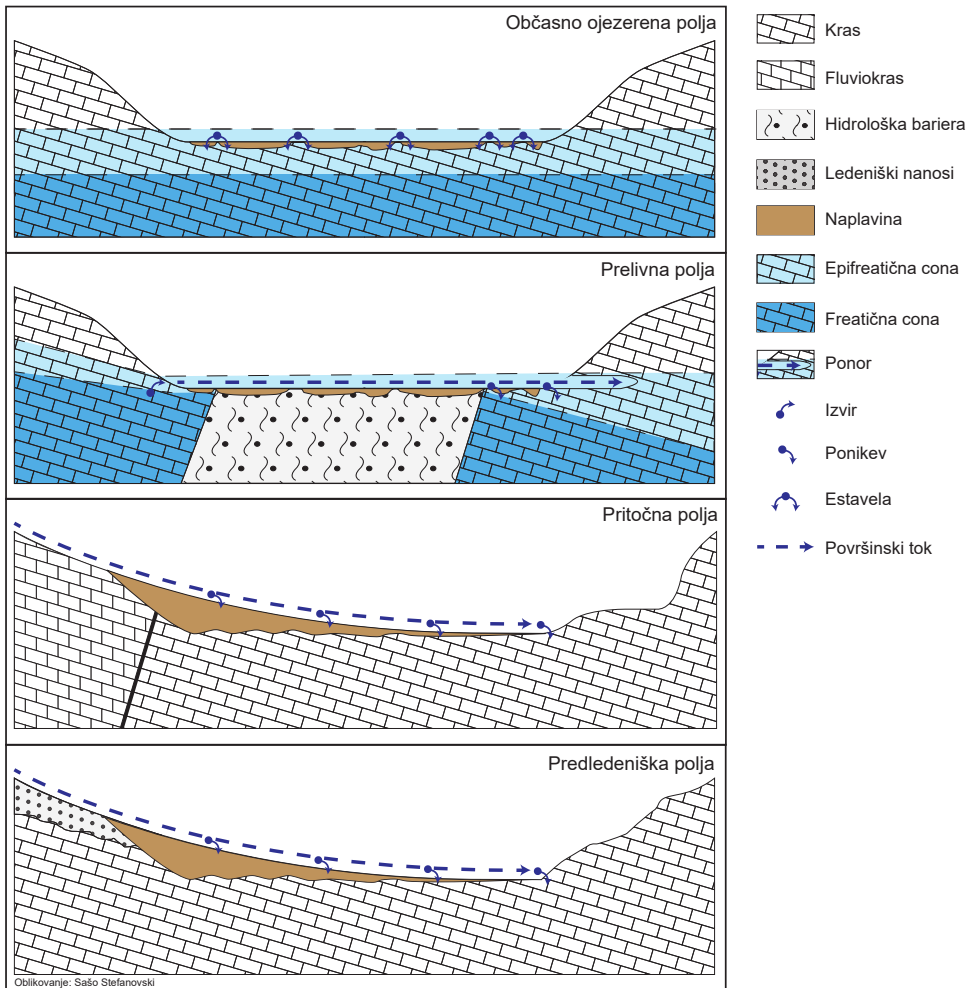 Občasno ojezerena polja
Prelivna polja
Pritočna polja
Predledeniška polja
Oblikovanje: Sašo Stefanovski
Kras
Fluviokras
Hidrološka bariera
Ledeniški nanosi
Naplavina
Epifreatična cona
Freatična cona
Ponor
Izvir
Ponikev
Estavela
Površinski tok